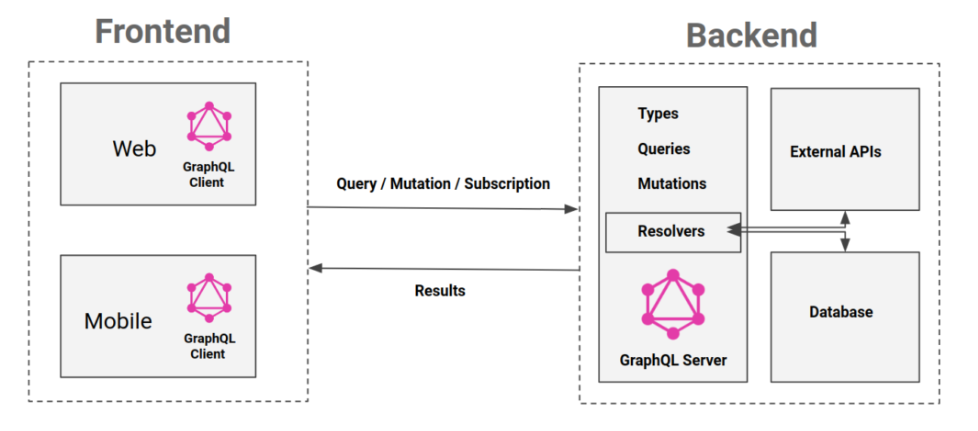 Frontend
Backend
Web
GraphQL
Client
Mobile
GraphQL
Client
Query / Mutation / Subscription
Results
Types
Queries
Mutations
Resolvers
GraphQL Server
External APIs
Database